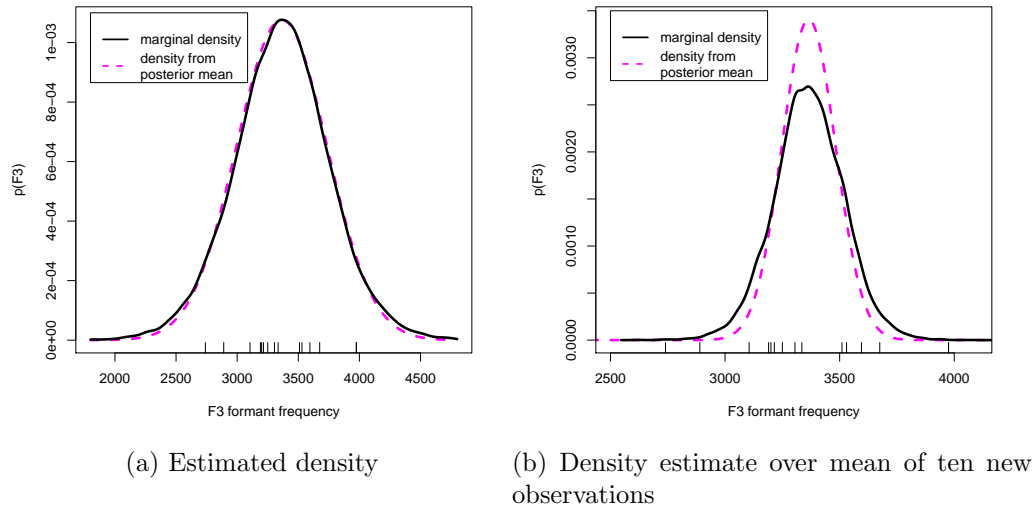 marginal density
density from
posterior mean
p(F3)
0e+00 2e−04 4e−04 6e−04 8e−04 1e−03
2000 2500 3000 3500 4000 4500
F3 formant frequency
(a) Estimated density
marginal density
density from
posterior mean
p(F3)
0.0000 0.0010 0.0020 0.0030
2500 3000 3500 4000
F3 formant frequency
(b) Density estimate over mean of ten new
observations